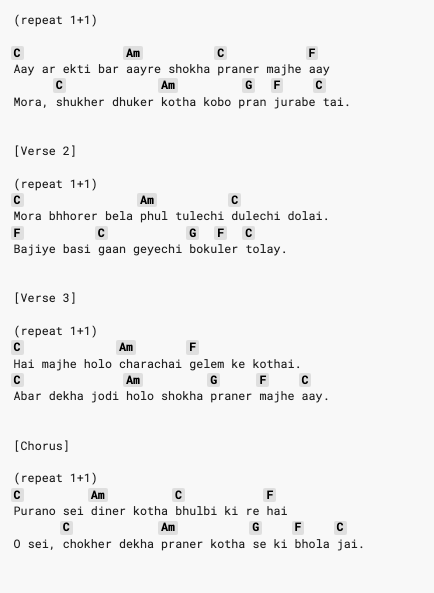 (repeat 1+1)
C Am C F
Aay ar ekti bar aayre shokha praner majhe aay
C Am G F C
Mora, shukher dhuker kotha kobo pran jurabe tai.
[Verse 2]
(repeat 1+1)
C Am C
Mora bhhorer bela phul tulechi dulechi dolai.
F C G F C
Bajiye basi gaan geyechi bokuler tolay.
[Verse 3]
(repeat 1+1)
C Am F
Hai majhe holo charachai gelem ke kothai.
C Am G F C
Abar dekha jodi holo shokha praner majhe aay.
[Chorus]
(repeat 1+1)
C Am C F
Purano sei diner kotha bhulbi ki re hai
C Am G F C
O sei, chokher dekha praner kotha se ki bhola jai.